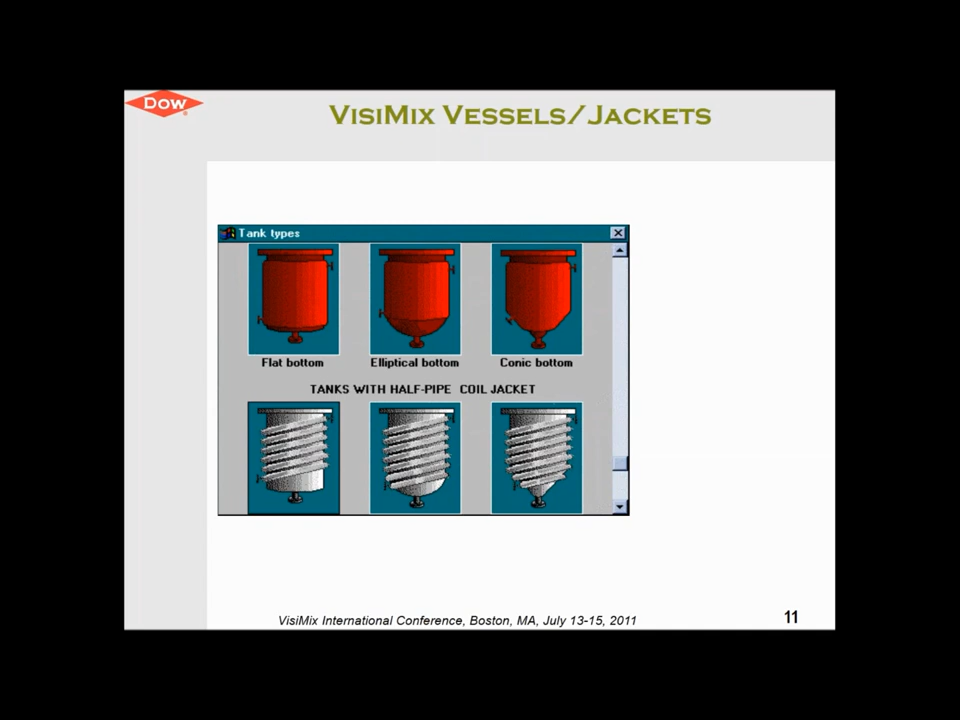 Dow
VisiMix Vessels/Jackets
Tank types
Flat bottom Elliptical bottom Conic bottom
TANKS WITH HALF-PIPE COIL JACKET
VisiMix International Conference, Boston, MA, July 13-15, 2011
11